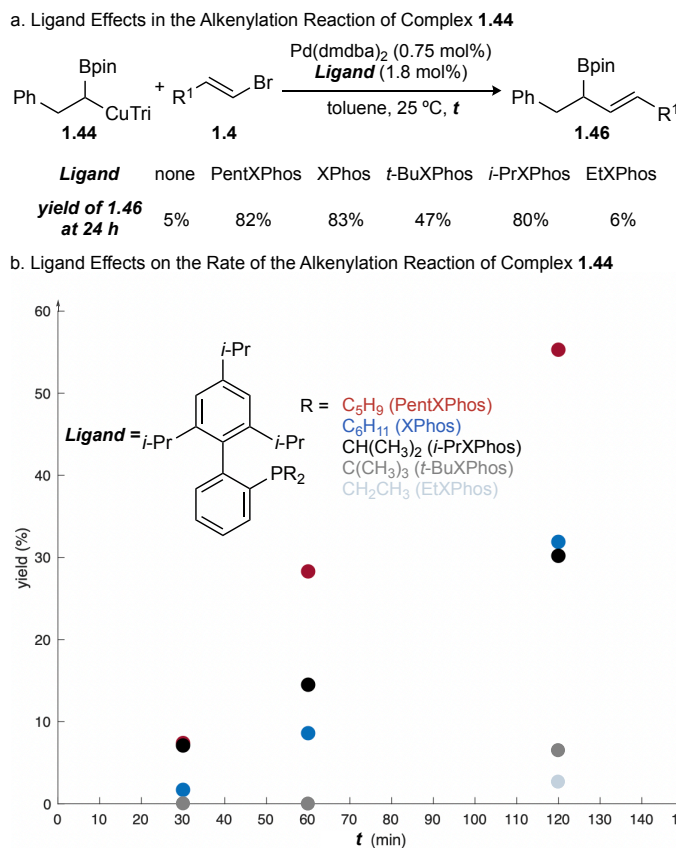 a. Ligand Effects in the Alkenylation Reaction of Complex 1.44
Bpin
Ph
CuTri
1.44
+
R1
Br
1.4
Pd(dmdba)2 (0.75 mol%)
Ligand (1.8 mol%)
toluene, 25 ºC, t
Bpin
Ph
R1
1.46
Ligand none PentXPhos XPhos t-BuXPhos i-PrXPhos EtXPhos
yield of 1.46 at 24 h 5% 82% 83% 47% 80% 6%
b. Ligand Effects on the Rate of the Alkenylation Reaction of Complex 1.44
60
50
40
30
20
10
0
yield (%)
i-Pr
Ligand =
i-Pr
i-Pr
PR2
R = C5H9 (PentXPhos)
C6H11 (XPhos)
CH(CH3)2 (i-PrXPhos)
C(CH3)3 (t-BuXPhos)
CH2CH3 (EtXPhos)
0 10 20 30 40 50 60 70 80 90 100 110 120 130 140
t (min)